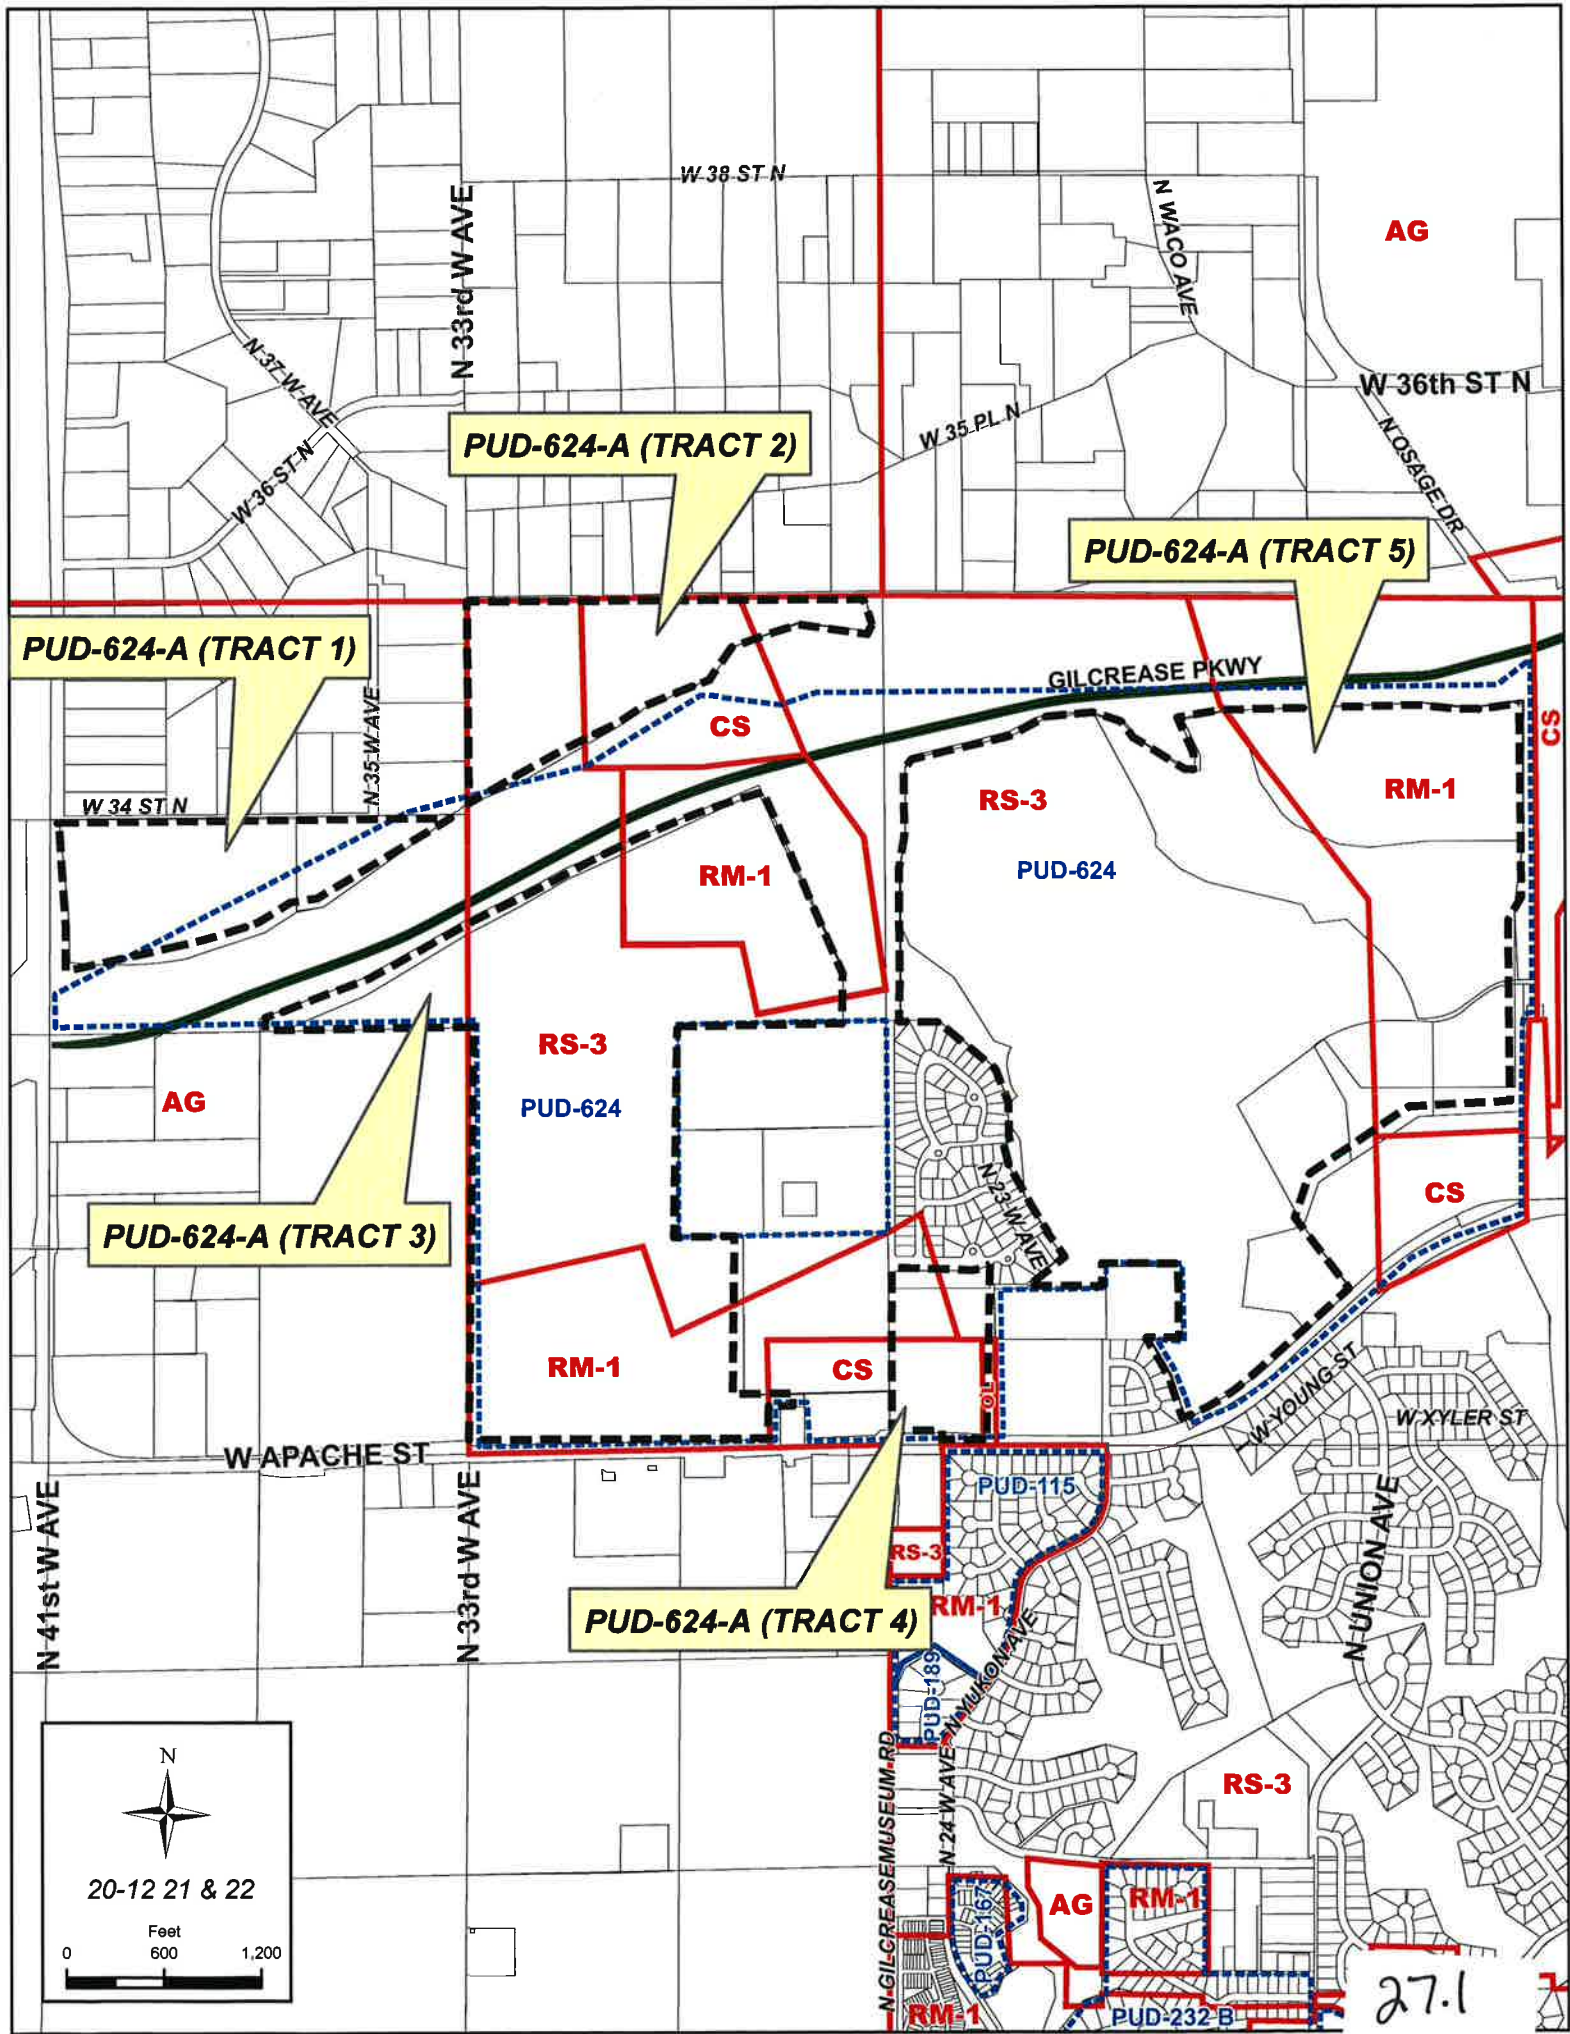 W 38 ST N
N 33rd W AVE
N WACO AVE
AG
N 37 W AVE
W 36th ST N
W 35 PL N
N OSAGE DR
W 36 ST N
PUD-624-A (TRACT 2)
PUD-624-A (TRACT 5)
PUD-624-A (TRACT 1)
GILCREASE PKWY
N 35 W AVE
CS
CS
W 34 ST N
RS-3
RM-1
PUD-624
RM-1
RS-3
AG
PUD-624
N 23 W AVE
CS
PUD-624-A (TRACT 3)
RM-1
CS
OL
W YOUNG ST
W XYLER ST
W APACHE ST
N 41st W AVE
N 33rd W AVE
PUD-115
N UNION AVE
RS-3
PUD-624-A (TRACT 4)
RM-1
N YUKON AVE
PUD-189
N GILCREASEMUSEUM RD
N 24 W AVE
RS-3
N
20-12 21 & 22
Feet
0 600 1,200
PUD-167
AG
RM-1
RM-1
PUD-232 B
27.1